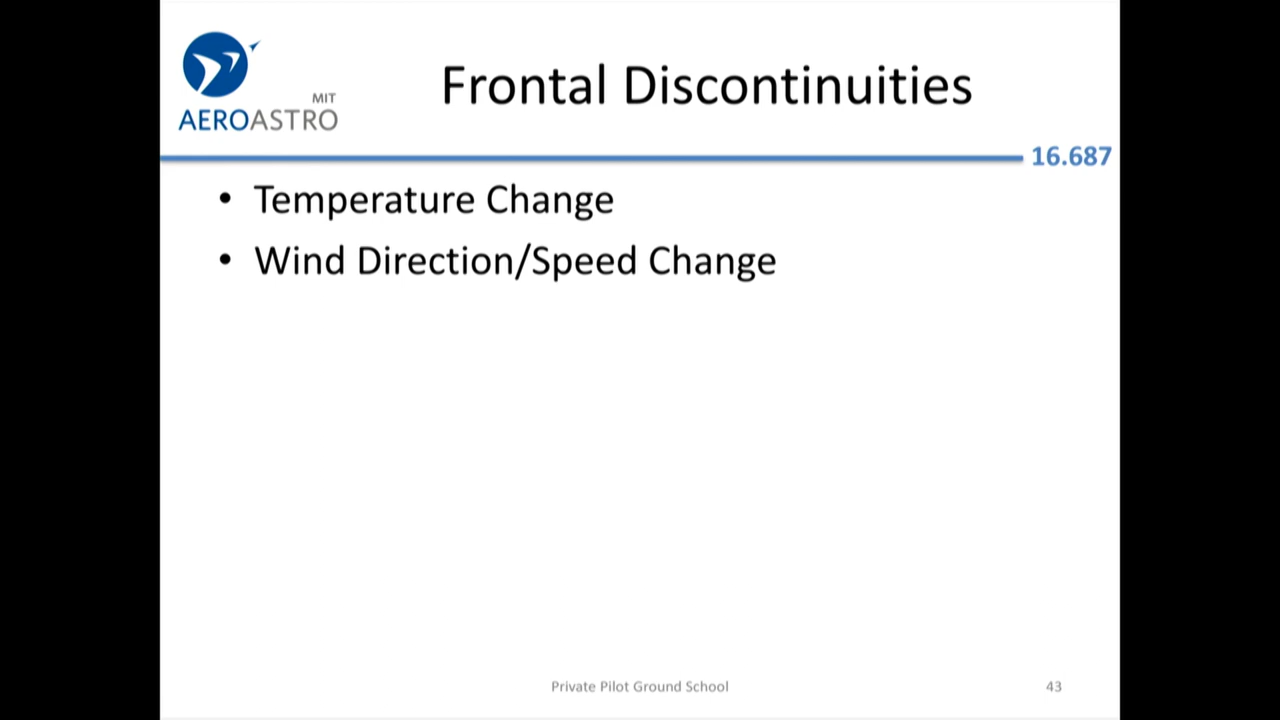 MIT
AEROASTRO
Frontal Discontinuities
16.687
• Temperature Change
• Wind Direction/Speed Change
Private Pilot Ground School
43